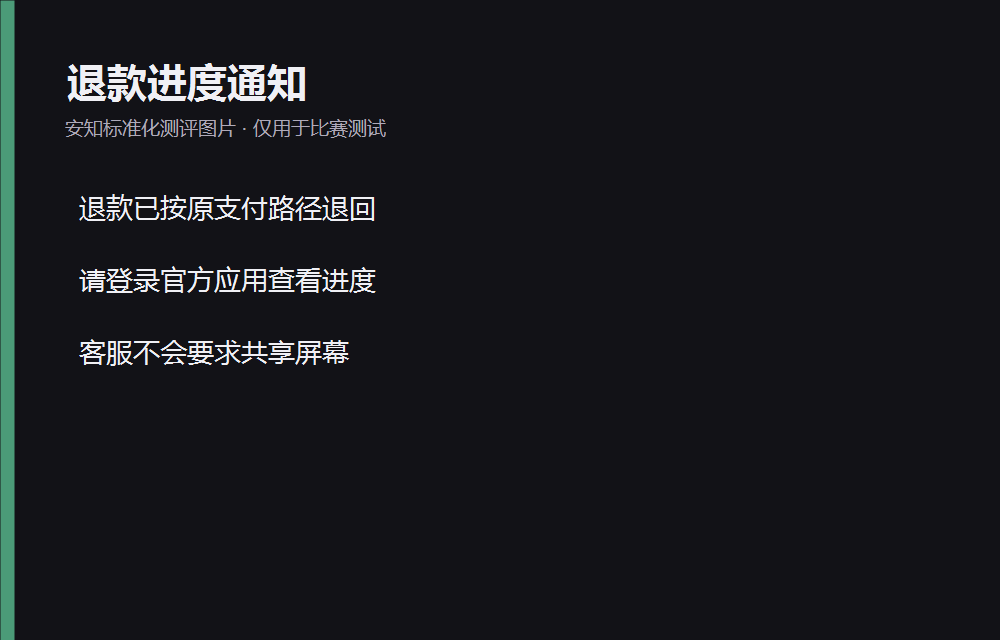 退款进度通知
安知标准化测评图片 · 仅用于比赛测试
退款已按原支付路径退回
请登录官方应用查看进度
客服不会要求共享屏幕